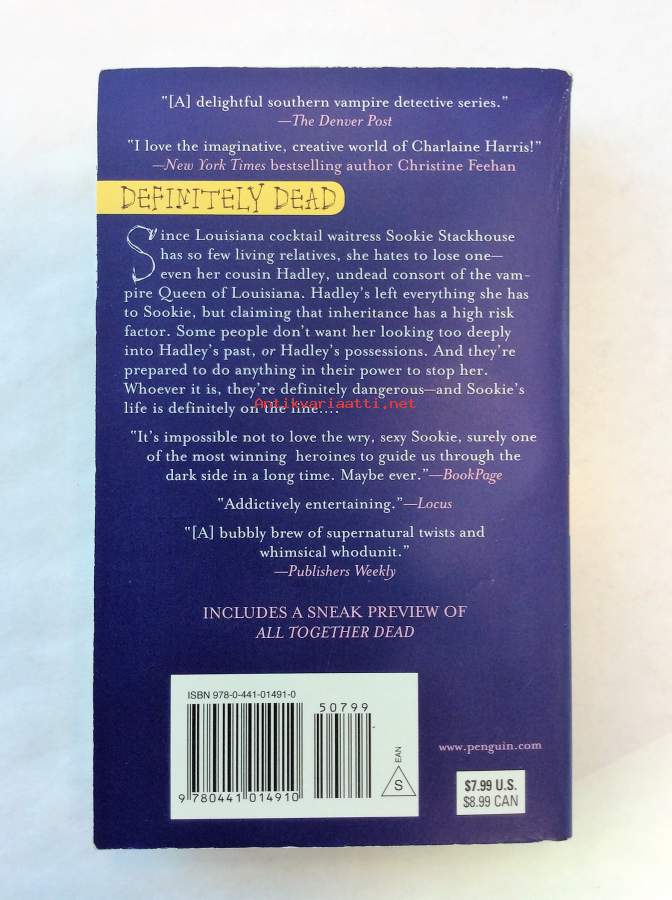 "[A] delightful southern vampire detective series."
—The Denver Post
"I love the imaginative, creative world of Charlaine Harris!"
—New York Times bestselling author Christine Feehan
DEFINITELY DEAD
Since Louisiana cocktail waitress Sookie Stackhouse
has so few living relatives, she hates to lose one—
even her cousin Hadley, undead consort of the vam-
pire Queen of Louisiana. Hadley's left everything she has
to Sookie, but claiming that inheritance has a high risk
factor. Some people don't want her looking too deeply
into Hadley's past, or Hadley's possessions. And they're
prepared to do anything in their power to stop her.
Whoever it is, they're definitely dangerous—and Sookie's
life is definitely on the line....
Antikvariaatti.net
"It's impossible not to love the wry, sexy Sookie, surely one
of the most winning heroines to guide us through the
dark side in a long time. Maybe ever."—BookPage
"Addictively entertaining."—Locus
"[A] bubbly brew of supernatural twists and
whimsical whodunit."
—Publishers Weekly
INCLUDES A SNEAK PREVIEW OF
ALL TOGETHER DEAD
ISBN 978-0-441-01491-0
50799
9 780441 014910
EAN
S
www.penguin.com
$7.99 U.S.
$8.99 CAN